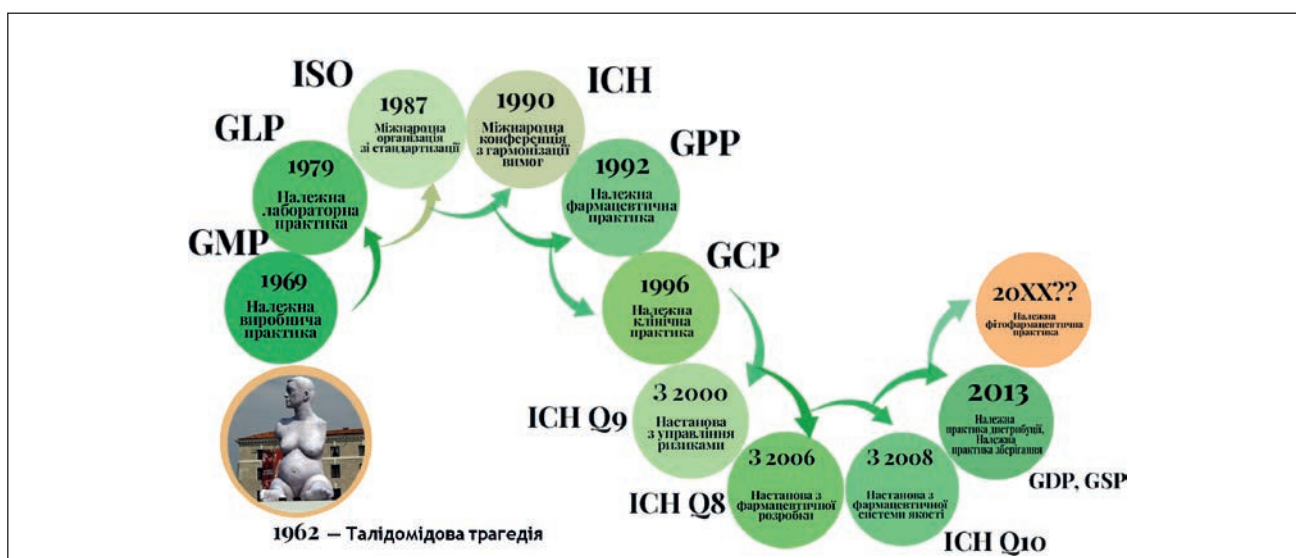 ISO
1987
Міжнародна
організація
зі стандартизації
ICH
1990
Міжнародна
конференція
з гармонізації
вимог
GLP
1979
Належна
лабораторна
практика
GPP
1992
Належна
фармацевтична
практика
GMP
1969
Належна
виробнича
практика
GCP
1996
Належна
клінічна
практика
20XX??
Належна
фітофармацевтична
практика
ICH Q9
З 2000
Настанова
з управління
ризиками
2013
Належна
практика дистрибуції,
Належна
практика зберігання
GDP, GSP
ICH Q8
З 2006
Настанова з
фармацевтичної
розробки
З 2008
Настанова з
фармацевтичної
системи якості
ICH Q10
1962 — Талідомідова трагедія